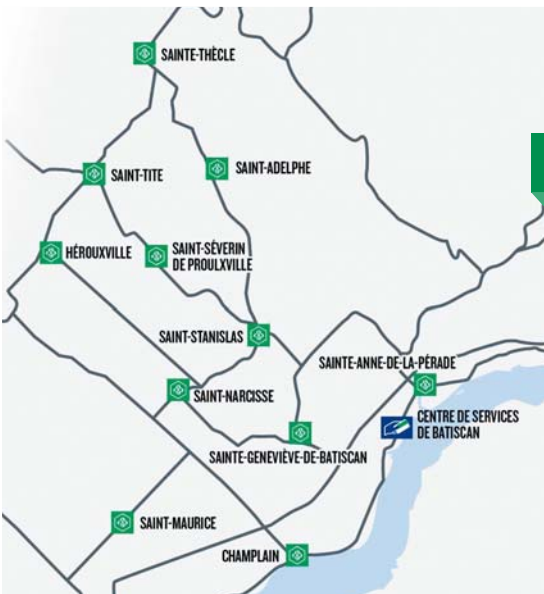 SAINTE-THÈCLE
SAINT-TITE
SAINT-ADELPHE
HÉROUXVILLE
SAINT-SÉVERIN
DE PROULXVILLE
SAINT-STANISLAS
SAINTE-ANNE-DE-LA-PÉRADE
SAINT-NARCISSE
CENTRE DE SERVICES
DE BATISCAN
SAINTE-GENEVIÈVE-DE-BATISCAN
SAINT-MAURICE
CHAMPLAIN